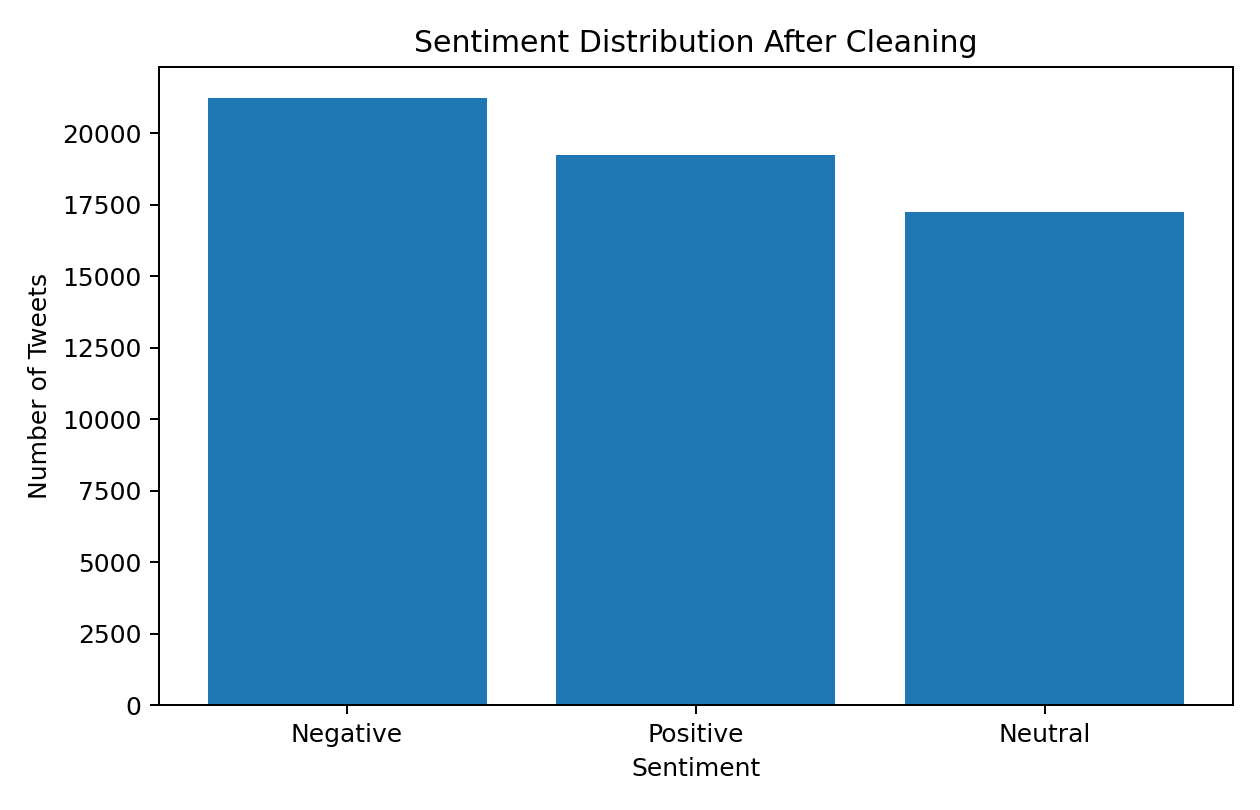 Sentiment Distribution After Cleaning
Number of Tweets
20000
17500
15000
12500
10000
7500
5000
2500
0
Negative Positive Neutral
Sentiment